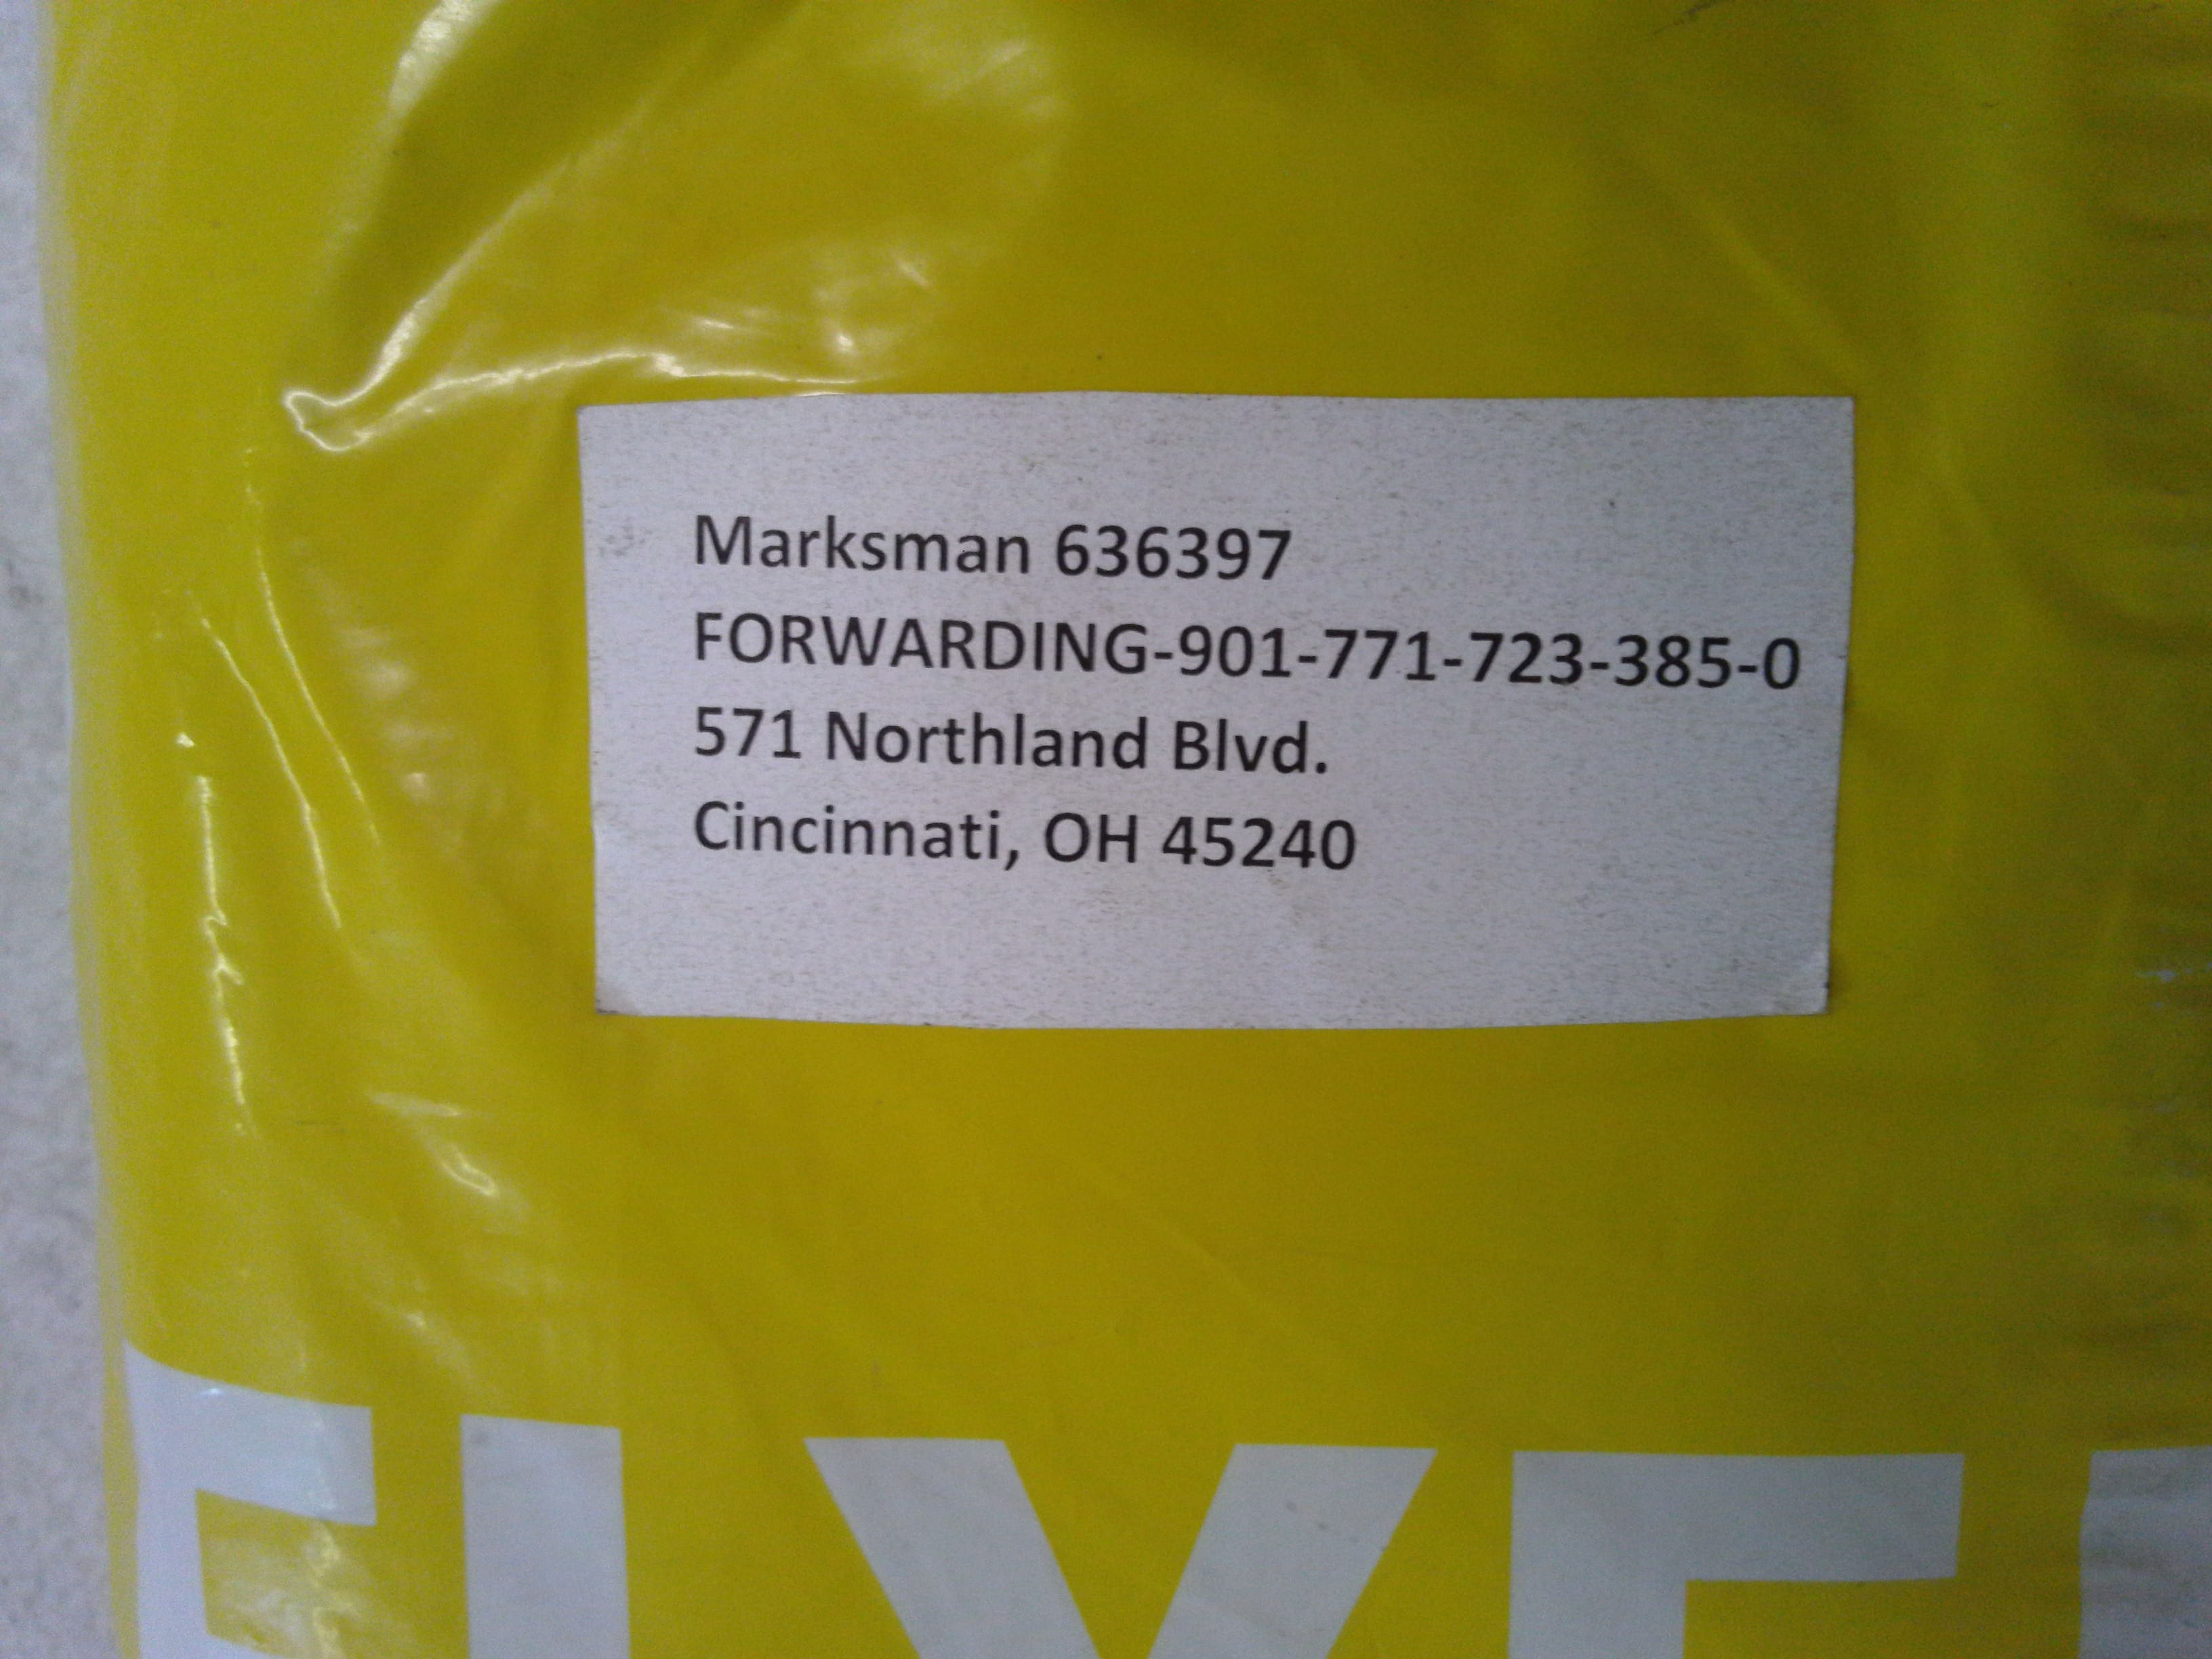 Marksman 636397
FORWARDING-901-771-723-385-0
571 Northland Blvd.
Cincinnati, OH 45240